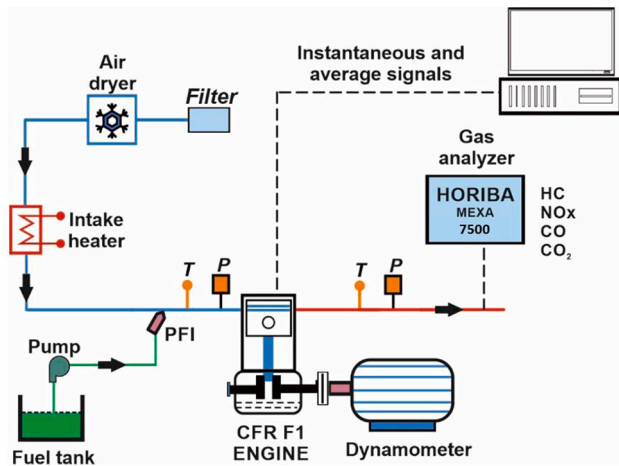 Air
dryer
Filter
Instantaneous and
average signals
Gas
analyzer
HORIBA
MEXA
7500
HC
NOx
CO
CO₂
Intake
heater
T
P
T
P
PFI
Pump
Fuel tank
CFR F1
ENGINE
Dynamometer